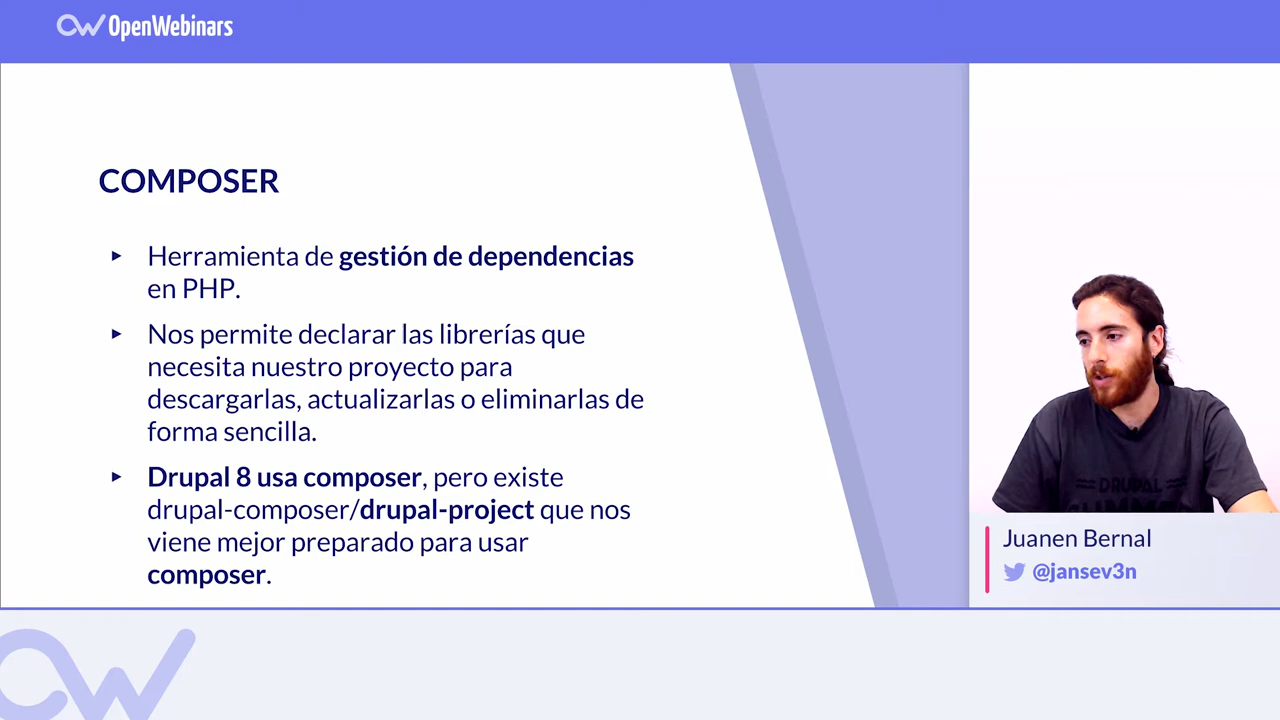 OpenWebinars
COMPOSER
▸ Herramienta de gestión de dependencias
en PHP.
▸ Nos permite declarar las librerías que
necesita nuestro proyecto para
descargarlas, actualizarlas o eliminarlas de
forma sencilla.
▸ Drupal 8 usa composer, pero existe
drupal-composer/drupal-project que nos
viene mejor preparado para usar
composer.
DRUPAL
Juanen Bernal
@jansev3n